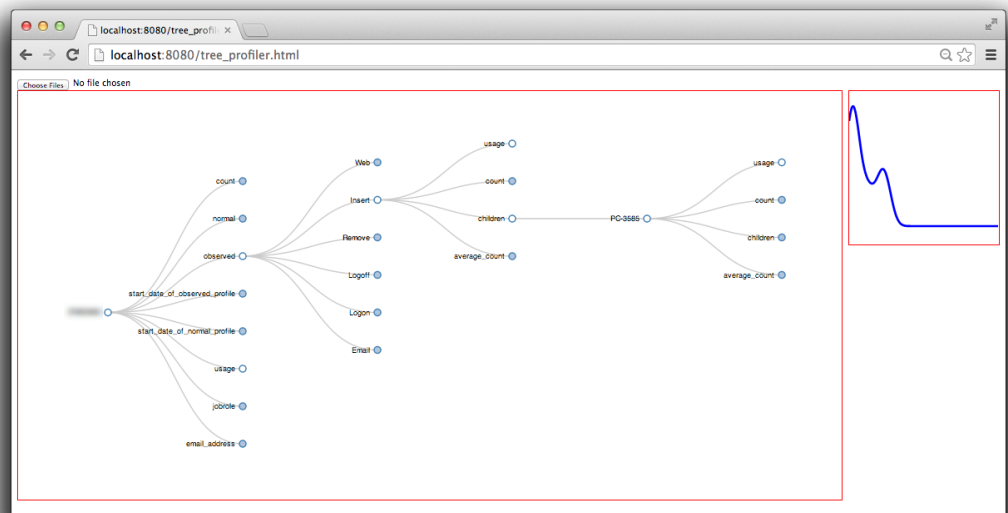 localhost:8080/tree_profile
localhost:8080/tree_profiler.html
Choose Files No file chosen
count
normal
observed
start_date_of_observed_profile
start_date_of_normal_profile
usage
jobrole
email_address
Web
Insert
Remove
Logoff
Logon
Email
usage
count
children
average_count
PC-3585
usage
count
children
average_count